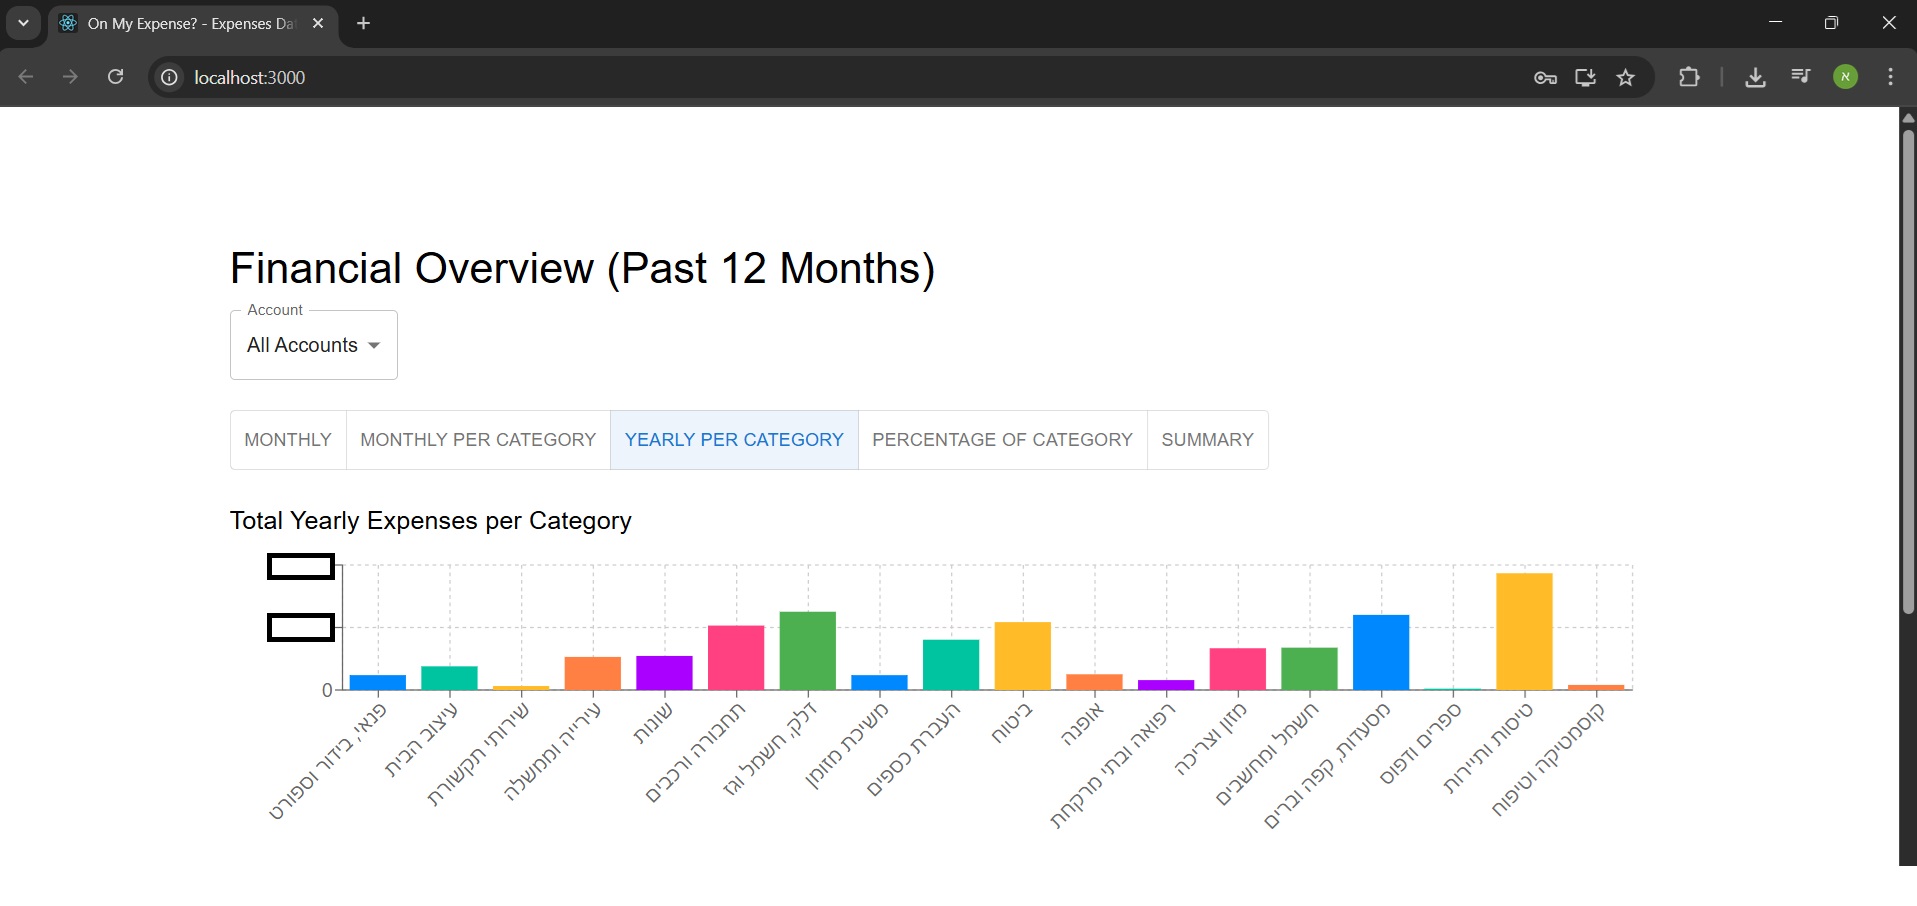 On My Expense? - Expenses Da
localhost:3000
א
Financial Overview (Past 12 Months)
Account
All Accounts
MONTHLY
MONTHLY PER CATEGORY
YEARLY PER CATEGORY
PERCENTAGE OF CATEGORY
SUMMARY
Total Yearly Expenses per Category
0
פנאי, בידור וספורט
עיצוב הבית
שירותי תקשורת
עירייה וממשלה
שונות
תחבורה ורכבים
דלק, חשמל וגז
משיכת מזומן
העברת כספים
ביטוח
אופנה
רפואה ובתי מרקחת
מזון וצריכה
חשמל ומחשבים
מסעדות, קפה וברים
ספרים ודפוס
טיסות ותיירות
קוסמטיקה וטיפוח